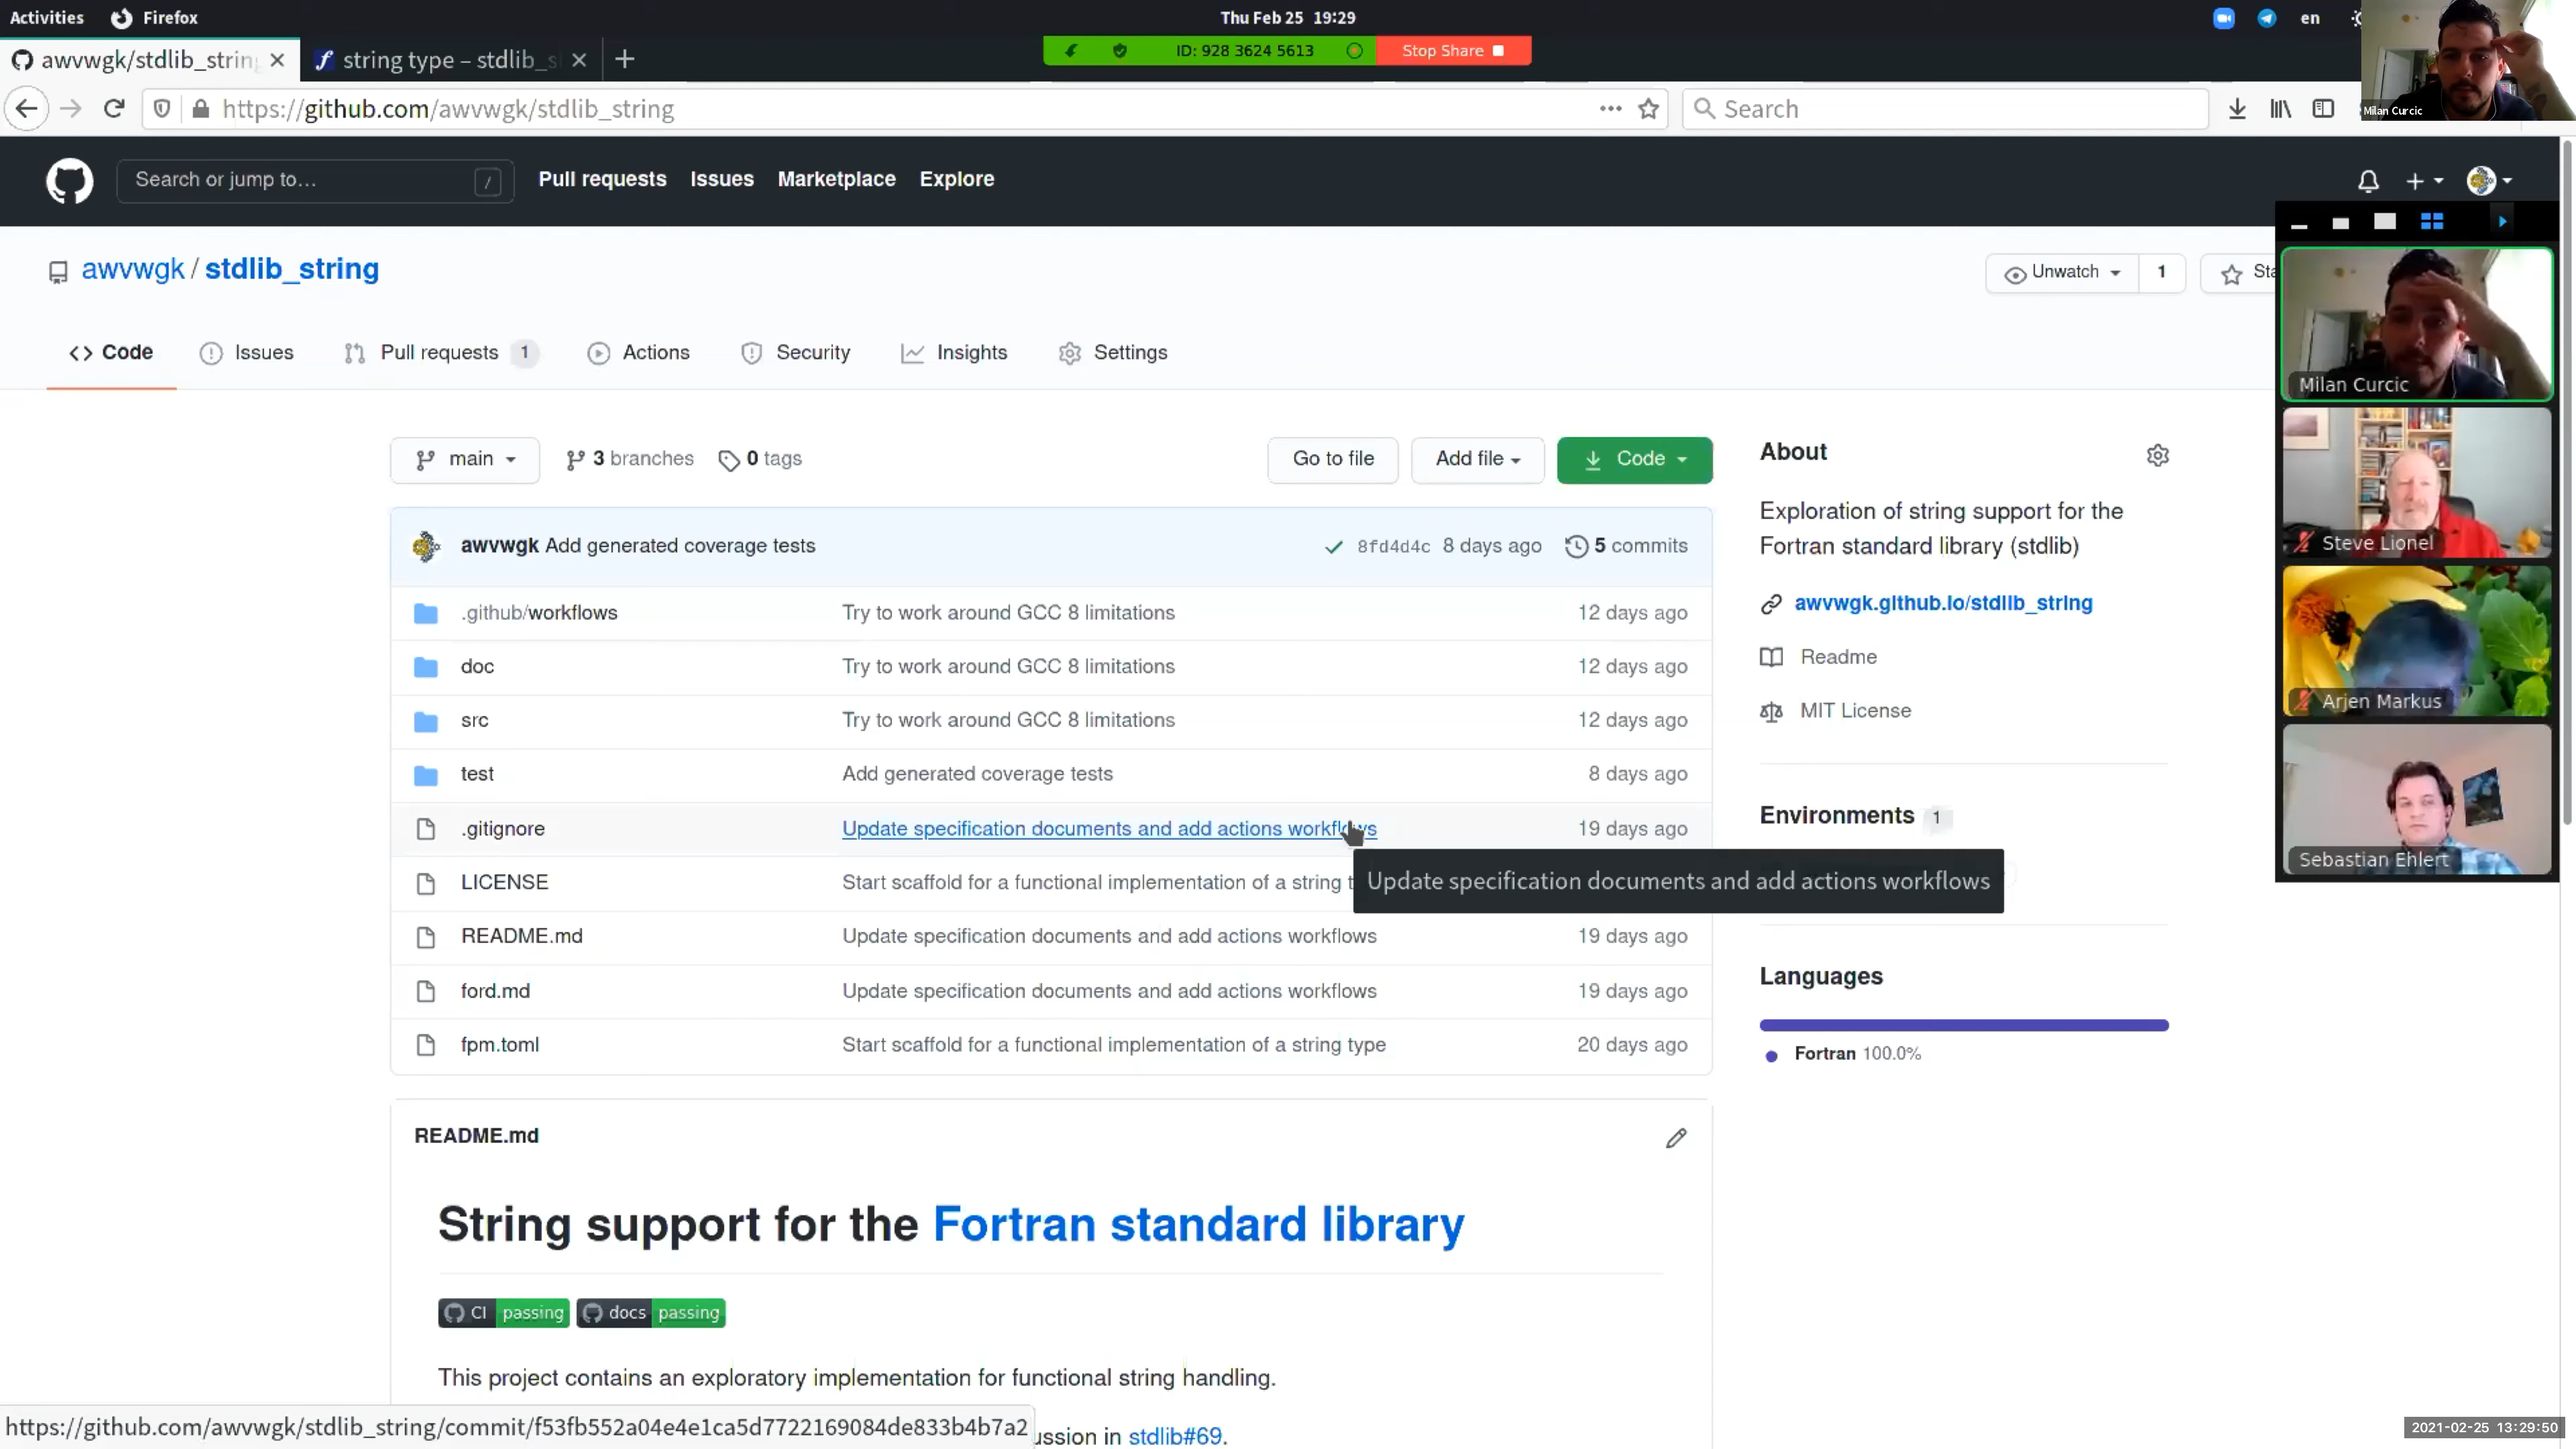 Activities Firefox Thu Feb 25 19:29 en
awvwgk/stdlib_string string type – stdlib_s
ID: 928 3624 5613 Stop Share
https://github.com/awvwgk/stdlib_string Search
Milan Curcic
Search or jump to… / Pull requests Issues Marketplace Explore
awvwgk / stdlib_string Unwatch 1 Sta
Code Issues Pull requests 1 Actions Security Insights Settings
Milan Curcic
Steve Lionel
Arjen Markus
Sebastian Ehlert
main 3 branches 0 tags Go to file Add file Code
awvwgk Add generated coverage tests 8fd4d4c 8 days ago 5 commits
.github/workflows Try to work around GCC 8 limitations 12 days ago
doc Try to work around GCC 8 limitations 12 days ago
src Try to work around GCC 8 limitations 12 days ago
test Add generated coverage tests 8 days ago
.gitignore Update specification documents and add actions workflows 19 days ago
LICENSE Start scaffold for a functional implementation of a string t
Update specification documents and add actions workflows
README.md Update specification documents and add actions workflows 19 days ago
ford.md Update specification documents and add actions workflows 19 days ago
fpm.toml Start scaffold for a functional implementation of a string type 20 days ago
About
Exploration of string support for the
Fortran standard library (stdlib)
awvwgk.github.io/stdlib_string
Readme
MIT License
Environments 1
Languages
Fortran 100.0%
README.md
String support for the Fortran standard library
CI passing docs passing
This project contains an exploratory implementation for functional string handling.
ussion in stdlib#69.
https://github.com/awvwgk/stdlib_string/commit/f53fb552a04e4e1ca5d7722169084de833b4b7a2
2021-02-25 13:29:50